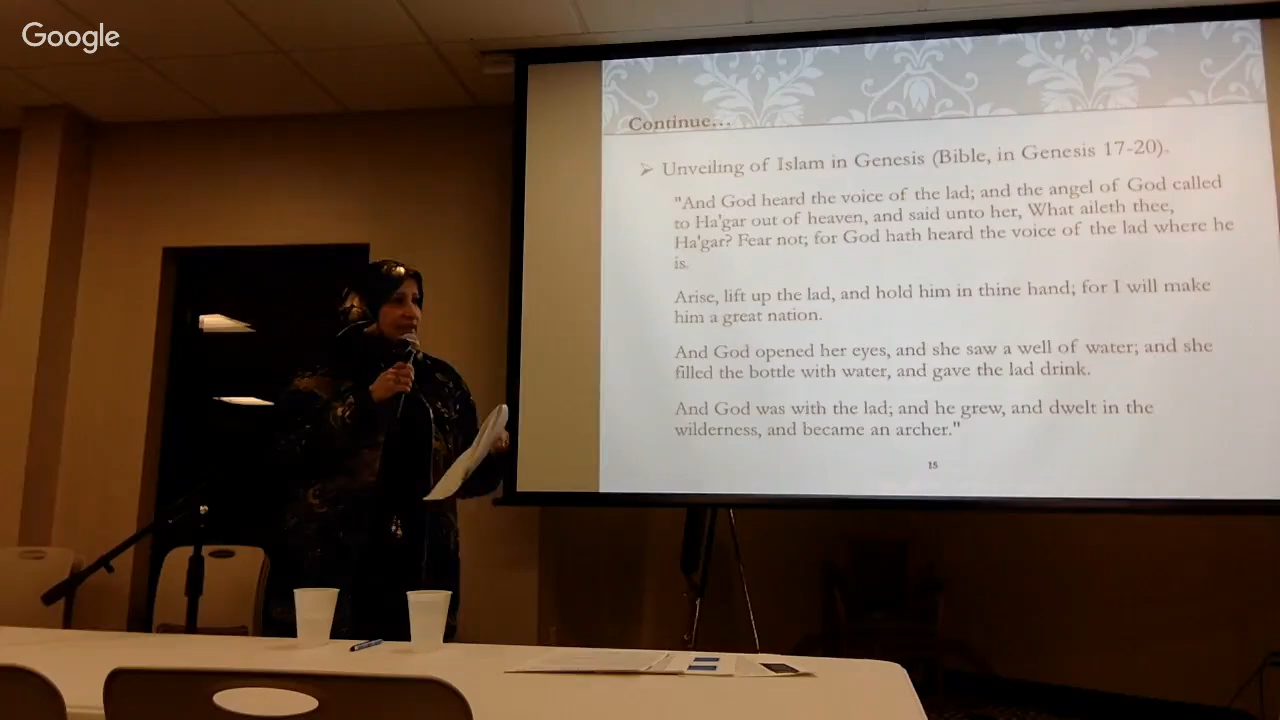 Google
Continue...
➢ Unveiling of Islam in Genesis (Bible, in Genesis 17-20).
"And God heard the voice of the lad; and the angel of God called
to Ha'gar out of heaven, and said unto her, What aileth thee,
Ha'gar? Fear not; for God hath heard the voice of the lad where he
is.
Arise, lift up the lad, and hold him in thine hand; for I will make
him a great nation.
And God opened her eyes, and she saw a well of water; and she
filled the bottle with water, and gave the lad drink.
And God was with the lad; and he grew, and dwelt in the
wilderness, and became an archer."
15